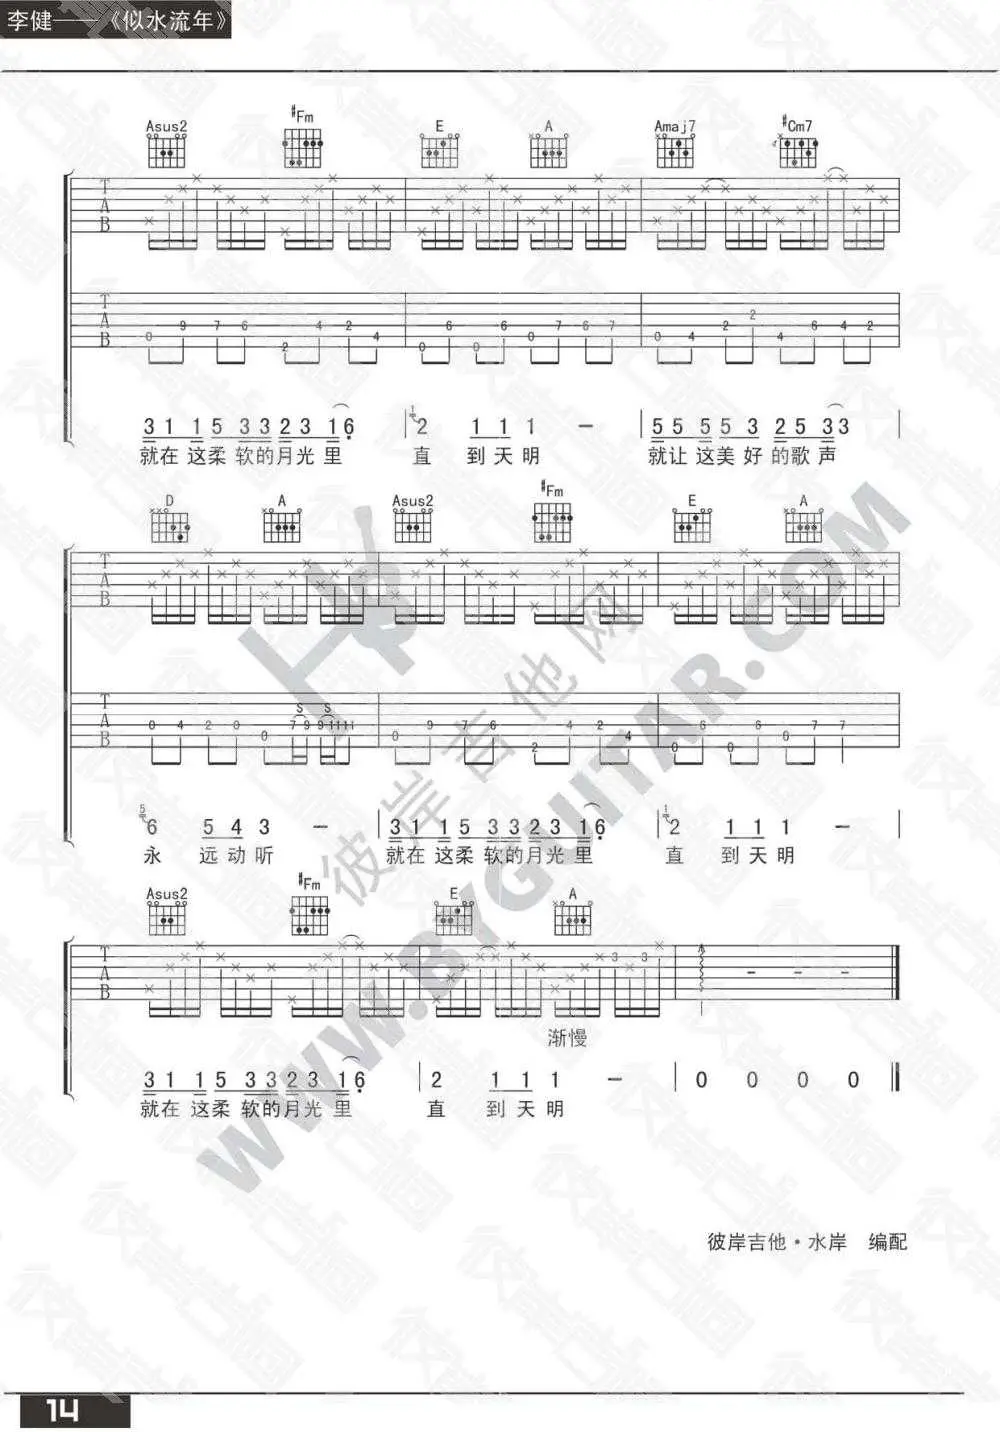 李健——《似水流年》
Asus2 #Fm E A Amaj7 #Cm7
T
A
B
T
A
B
0 9 7 6 2 4 2 4 0 6 0 6 0 7 6 7 0 4 2 2 4 6 4 2
3 1 1 5 3 3 2 3 1 6 2 1 1 1 － 5 5 5 5 3 2 5 3 3
就在 这柔 软的月光里 直 到天明 就让 这美 好的歌声
D A Asus2 #Fm E A
T
A
B
S S
T
A
B
0 4 2 0 0 7 9 9 11 11 0 9 7 6 2 4 2 4 0 6 0 6 0 7 7
6 5 4 3 － 3 1 1 5 3 3 2 3 1 6 2 1 1 1 －
永 远动听 就在这柔 软的月光里 直 到天明
Asus2 #Fm E A
T
A
B
3 3
渐慢
3 1 1 5 3 3 2 3 1 6 2 1 1 1 － 0 0 0 0
就在 这柔 软的月光 里 直 到天 明
彼岸吉他网
WWW.BYGUITAR.COM
彼岸吉他·水岸 编配
14